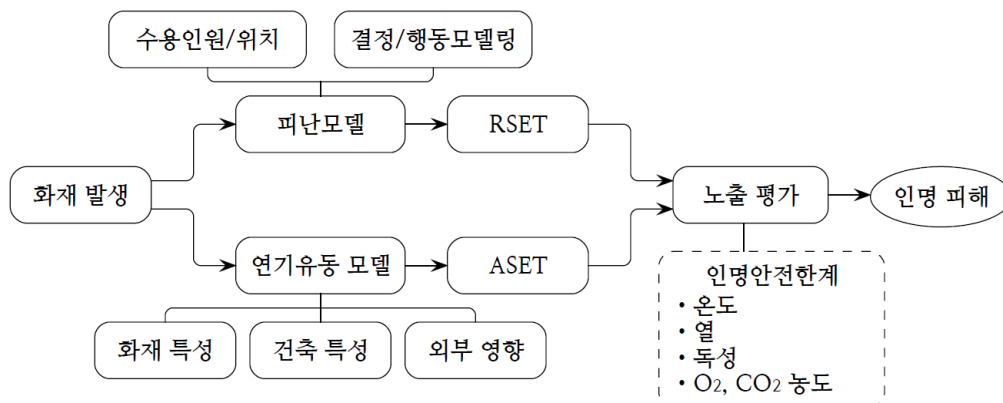 수용인원/위치
결정/행동모델링
피난모델
RSET
화재 발생
노출 평가
인명 피해
연기유동 모델
ASET
화재 특성
건축 특성
외부 영향
인명안전한계
• 온도
• 열
• 독성
• O₂, CO₂ 농도